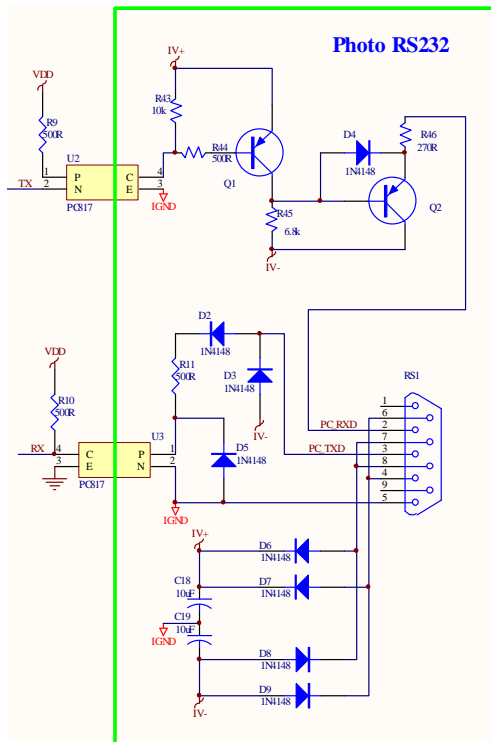 Photo RS232
IV+
VDD
R43
10k
R9
500R
U2
R44
500R
Q1
D4
1N4148
R46
270R
Q2
TX
1
2
P
N
C
E
4
3
PC817
IGND
R45
6.8k
IV-
D2
1N4148
D3
1N4148
IV-
R11
500R
VDD
R10
500R
RX
4
3
C
E
P
N
1
2
U3
PC817
D5
1N4148
IGND
RS1
PC_RXD
PC_TXD
1
6
2
7
3
8
4
9
5
IV+
C18
10uF
C19
10uF
IGND
IV-
D6
1N4148
D7
1N4148
D8
1N4148
D9
1N4148